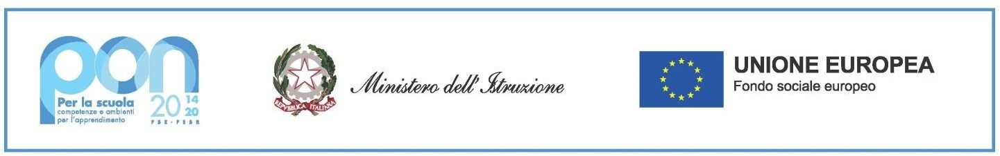 pon
Per la scuola
competenze e ambienti
per l'apprendimento
20 14
20
FSE-FESR
REPVBBLICA ITALIANA
Ministero dell'Istruzione
UNIONE EUROPEA
Fondo sociale europeo